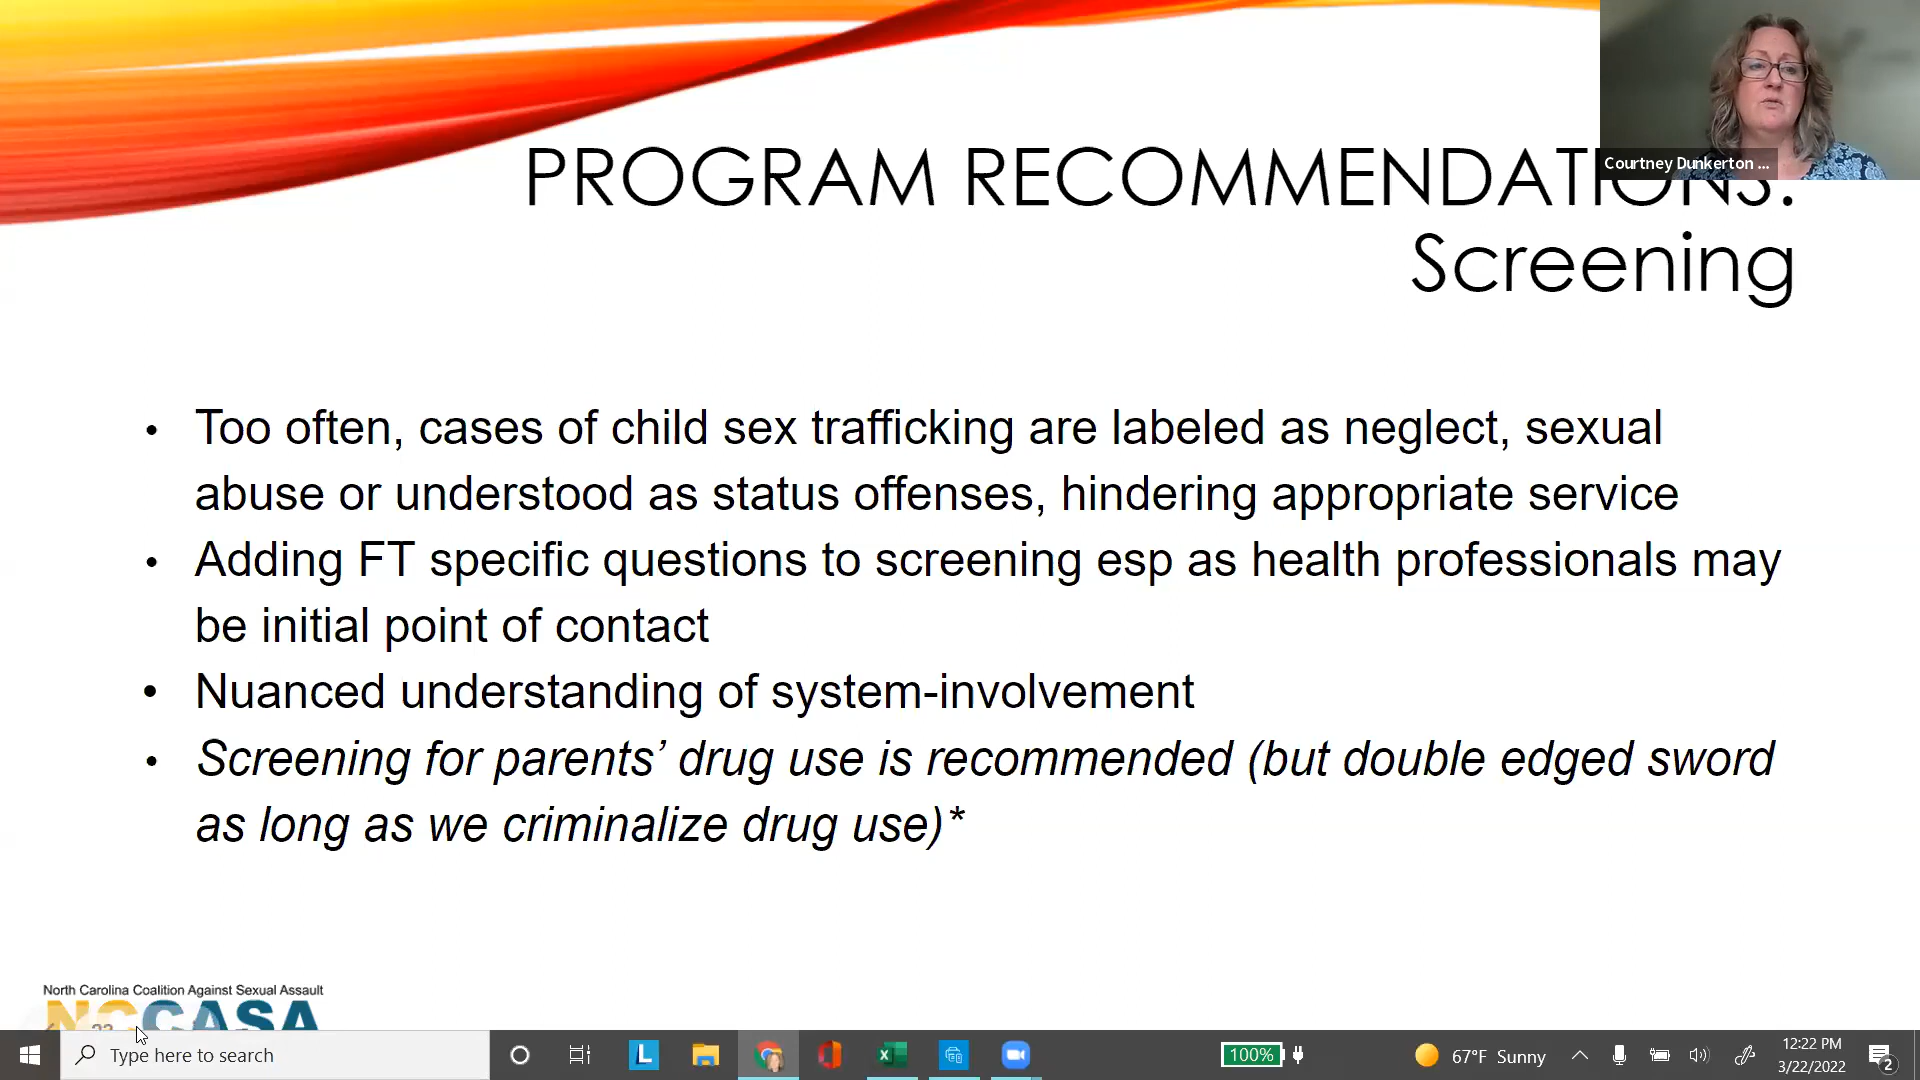 PROGRAM RECOMMENDATIONS:
Courtney Dunkerton ...
Screening
• Too often, cases of child sex trafficking are labeled as neglect, sexual
abuse or understood as status offenses, hindering appropriate service
• Adding FT specific questions to screening esp as health professionals may
be initial point of contact
• Nuanced understanding of system-involvement
• Screening for parents’ drug use is recommended (but double edged sword
as long as we criminalize drug use)*
North Carolina Coalition Against Sexual Assault
NCCASA
Type here to search
L
100%
67°F Sunny
12:22 PM
3/22/2022
2